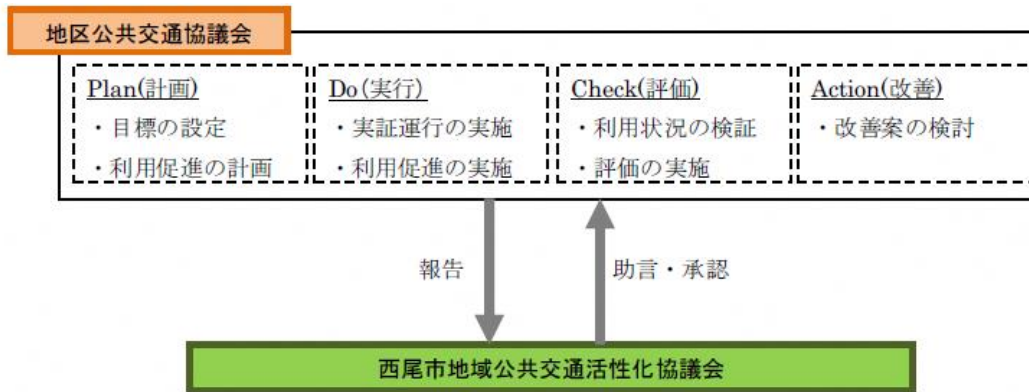 地区公共交通協議会
Plan(計画)
・目標の設定
・利用促進の計画
Do(実行)
・実証運行の実施
・利用促進の実施
Check(評価)
・利用状況の検証
・評価の実施
Action(改善)
・改善案の検討
報告
助言・承認
西尾市地域公共交通活性化協議会